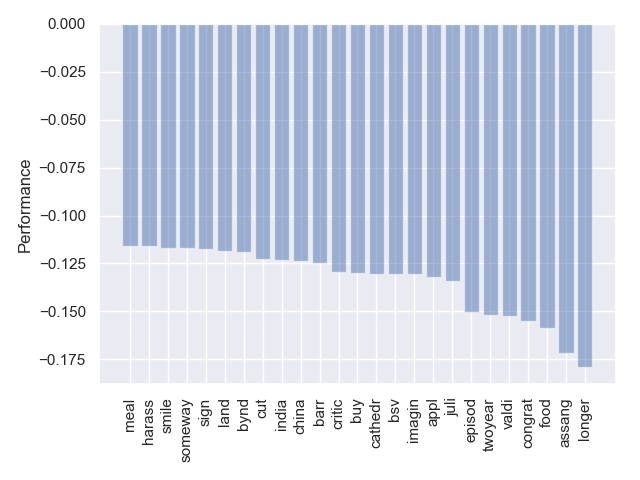 0.000
−0.025
−0.050
−0.075
−0.100
−0.125
−0.150
−0.175
Performance
meal
harass
smile
someway
sign
land
bynd
cut
india
china
barr
critic
buy
cathedr
bsv
imagin
appl
juli
episod
twoyear
valdi
congrat
food
assang
longer